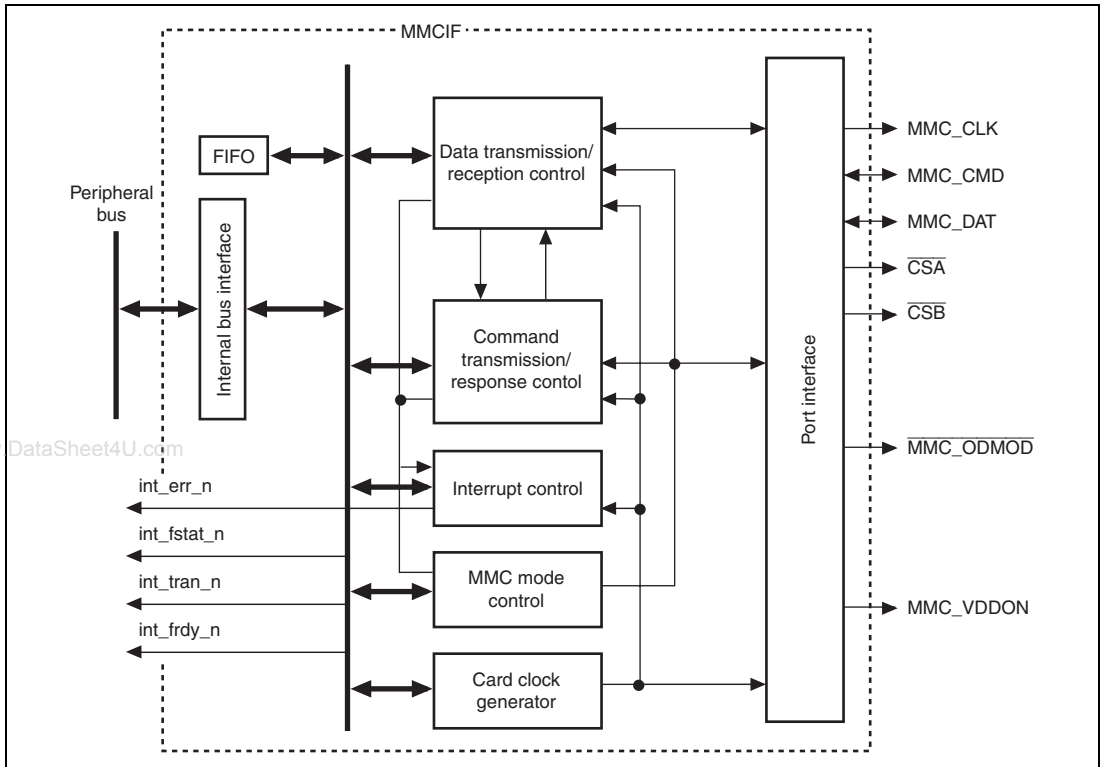 MMCIF
FIFO
Data transmission/
reception control
MMC_CLK
MMC_CMD
MMC_DAT
CSA
CSB
Peripheral
bus
Internal bus interface
Command
transmission/
response contol
Port interface
MMC_ODMOD
DataSheet4U.com
int_err_n
Interrupt control
int_fstat_n
int_tran_n
MMC mode
control
MMC_VDDON
int_frdy_n
Card clock
generator